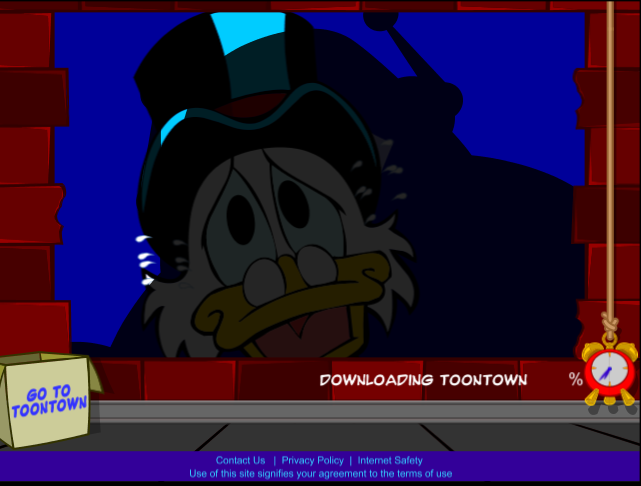 DOWNLOADING TOONTOWN %
GO TO
TOONTOWN
Contact Us | Privacy Policy | Internet Safety
Use of this site signifies your agreement to the terms of use